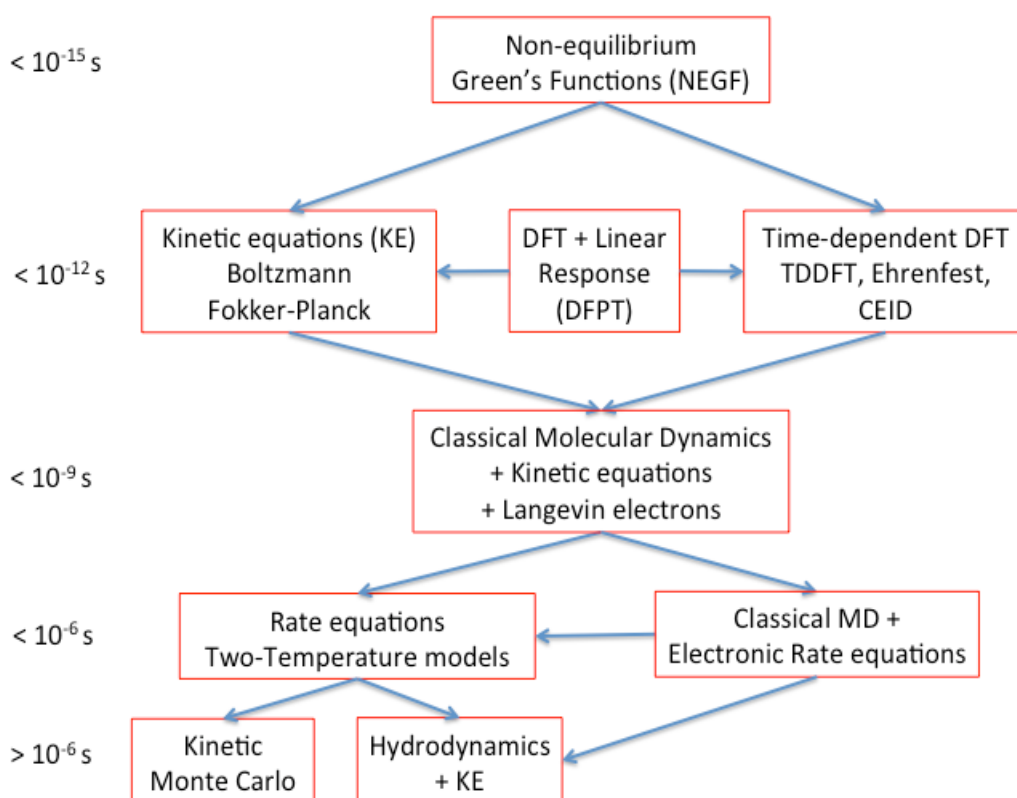 < 10⁻¹⁵ s
Non-equilibrium
Green's Functions (NEGF)
< 10⁻¹² s
Kinetic equations (KE)
Boltzmann
Fokker-Planck
DFT + Linear
Response
(DFPT)
Time-dependent DFT
TDDFT, Ehrenfest,
CEID
< 10⁻⁹ s
Classical Molecular Dynamics
+ Kinetic equations
+ Langevin electrons
< 10⁻⁶ s
Rate equations
Two-Temperature models
Classical MD +
Electronic Rate equations
> 10⁻⁶ s
Kinetic
Monte Carlo
Hydrodynamics
+ KE